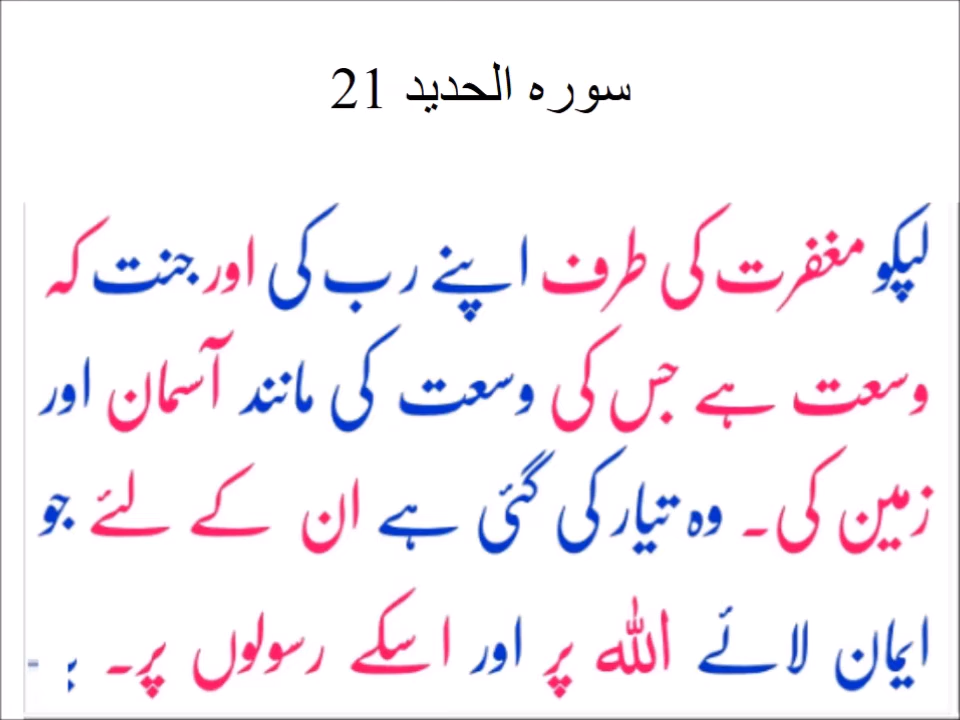 سوره الحدید 21
لپکو مغفرت کی طرف اپنے رب کی اور جنت کہ
وسعت ہے جس کی وسعت کی مانند آسمان اور
زمین کی۔ وہ تیار کی گئی ہے ان کے لئے جو
ایمان لائے اللہ پر اور اسکے رسولوں پر۔